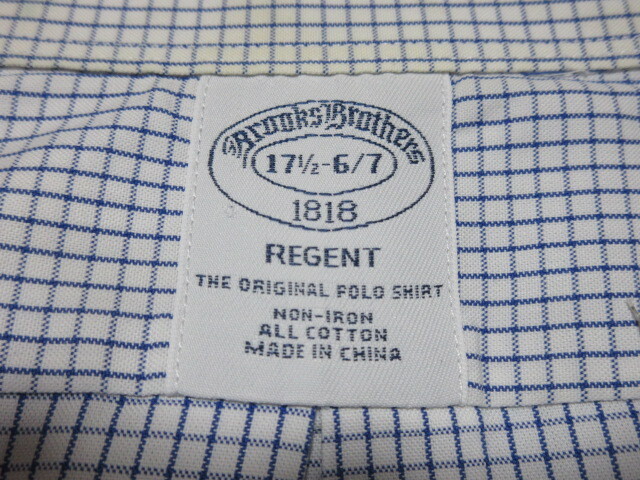 Brooks Brothers
17½-6/7
1818
REGENT
THE ORIGINAL POLO SHIRT
NON-IRON
ALL COTTON
MADE IN CHINA